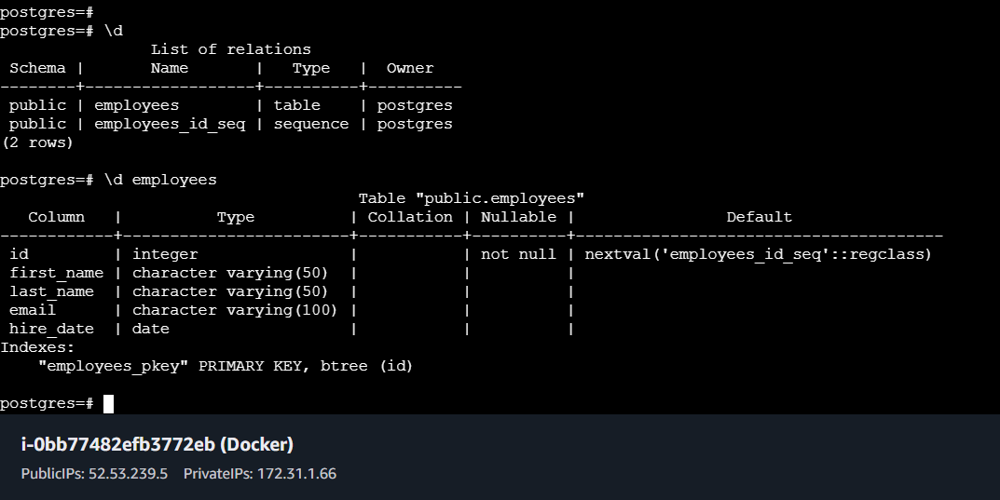 postgres=#
postgres=# \d
List of relations
Schema | Name | Type | Owner
--------+------------------+----------+----------
public | employees | table | postgres
public | employees_id_seq | sequence | postgres
(2 rows)
postgres=# \d employees
Table "public.employees"
Column | Type | Collation | Nullable | Default
------------+------------------------+-----------+----------+---------------------------------------
id | integer | | not null | nextval('employees_id_seq'::regclass)
first_name | character varying(50) | | |
last_name | character varying(50) | | |
email | character varying(100) | | |
hire_date | date | | |
Indexes:
"employees_pkey" PRIMARY KEY, btree (id)
postgres=#
i-0bb77482efb3772eb (Docker)
PublicIPs: 52.53.239.5 PrivateIPs: 172.31.1.66